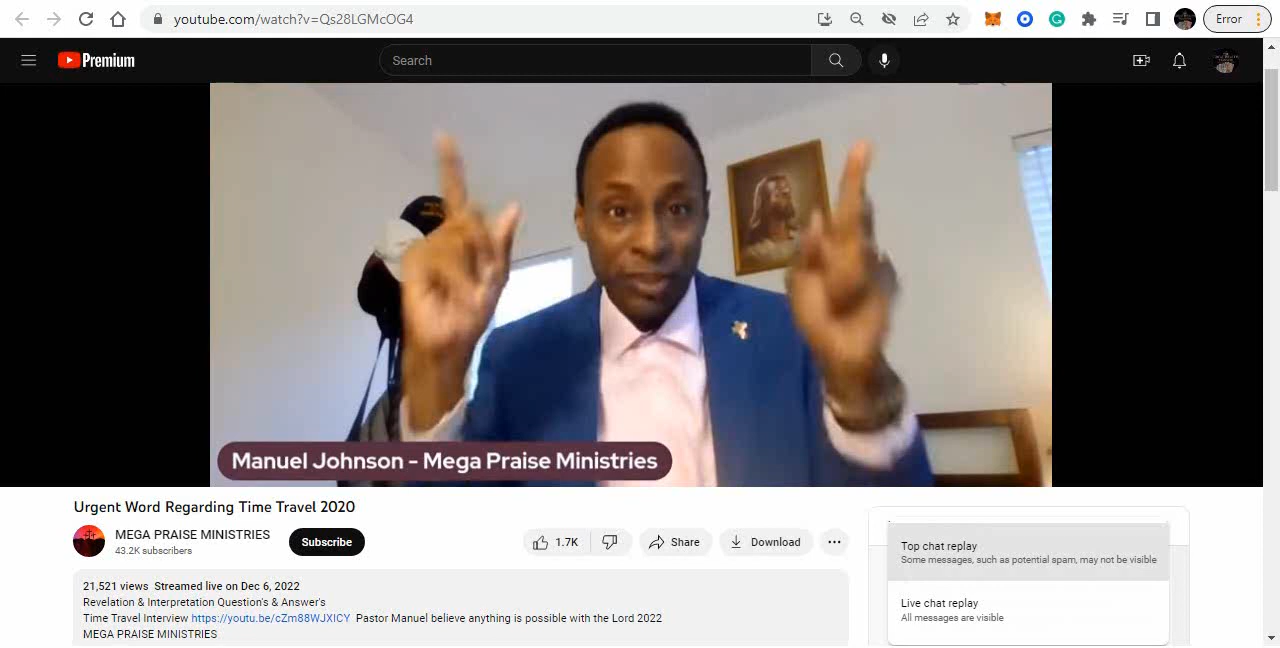 youtube.com/watch?v=Qs28LGMcOG4
Error
Premium
Search
Manuel Johnson - Mega Praise Ministries
Urgent Word Regarding Time Travel 2020
MEGA PRAISE MINISTRIES
43.2K subscribers
Subscribe
1.7K
Share
Download
21,521 views Streamed live on Dec 6, 2022
Revelation & Interpretation Question's & Answer's
Time Travel Interview https://youtu.be/cZm88WJXICY Pastor Manuel believe anything is possible with the Lord 2022
MEGA PRAISE MINISTRIES
Top chat replay
Some messages, such as potential spam, may not be visible
Live chat replay
All messages are visible